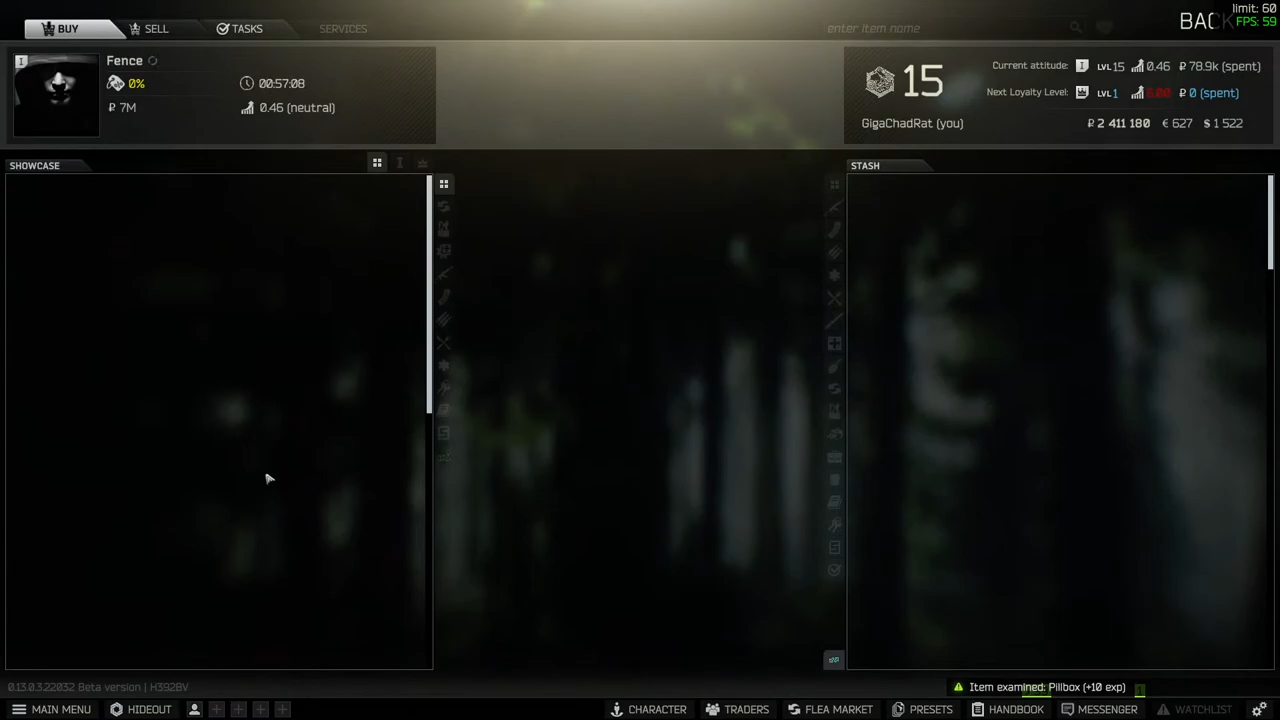 limit: 60
FPS: 59
BUY
SELL
TASKS
SERVICES
enter item name
Fence
I
0%
00:57:08
₽ 7M
0.46 (neutral)
15
GigaChadRat (you)
Current attitude: I LVL 15 0.46 ₽ 78.9k (spent)
Next Loyalty Level: LVL 1 6.00 ₽ 0 (spent)
₽ 2 411 180 € 627 $ 1 522
SHOWCASE
I
STASH
0.13.0.3.22032 Beta version | H392BV
Item examined: Pillbox (+10 exp)
MAIN MENU
HIDEOUT
CHARACTER
TRADERS
FLEA MARKET
PRESETS
HANDBOOK
MESSENGER
WATCHLIST